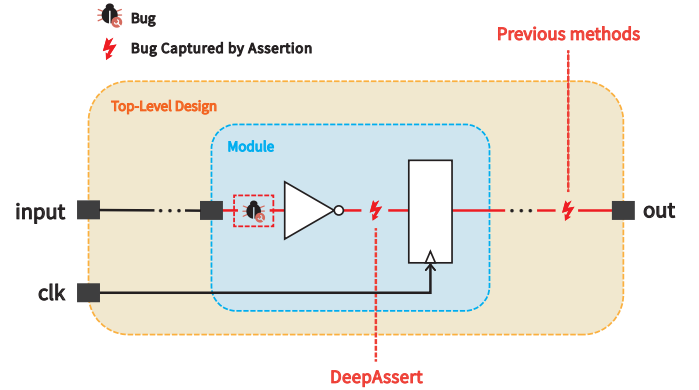 Bug
Bug Captured by Assertion
Previous methods
Top-Level Design
Module
input
out
clk
DeepAssert